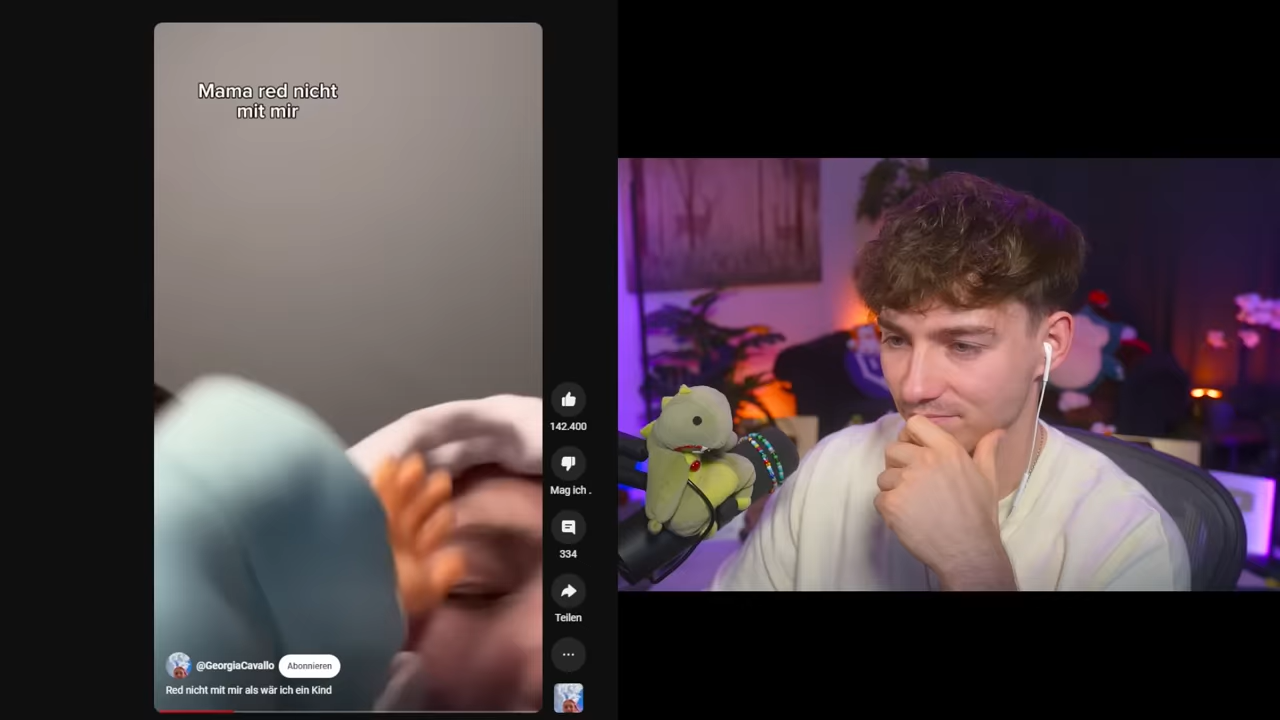 Mama red nicht
mit mir
142.400
Mag ich .
334
Teilen
@GeorgiaCavallo
Abonnieren
Red nicht mit mir als wär ich ein Kind